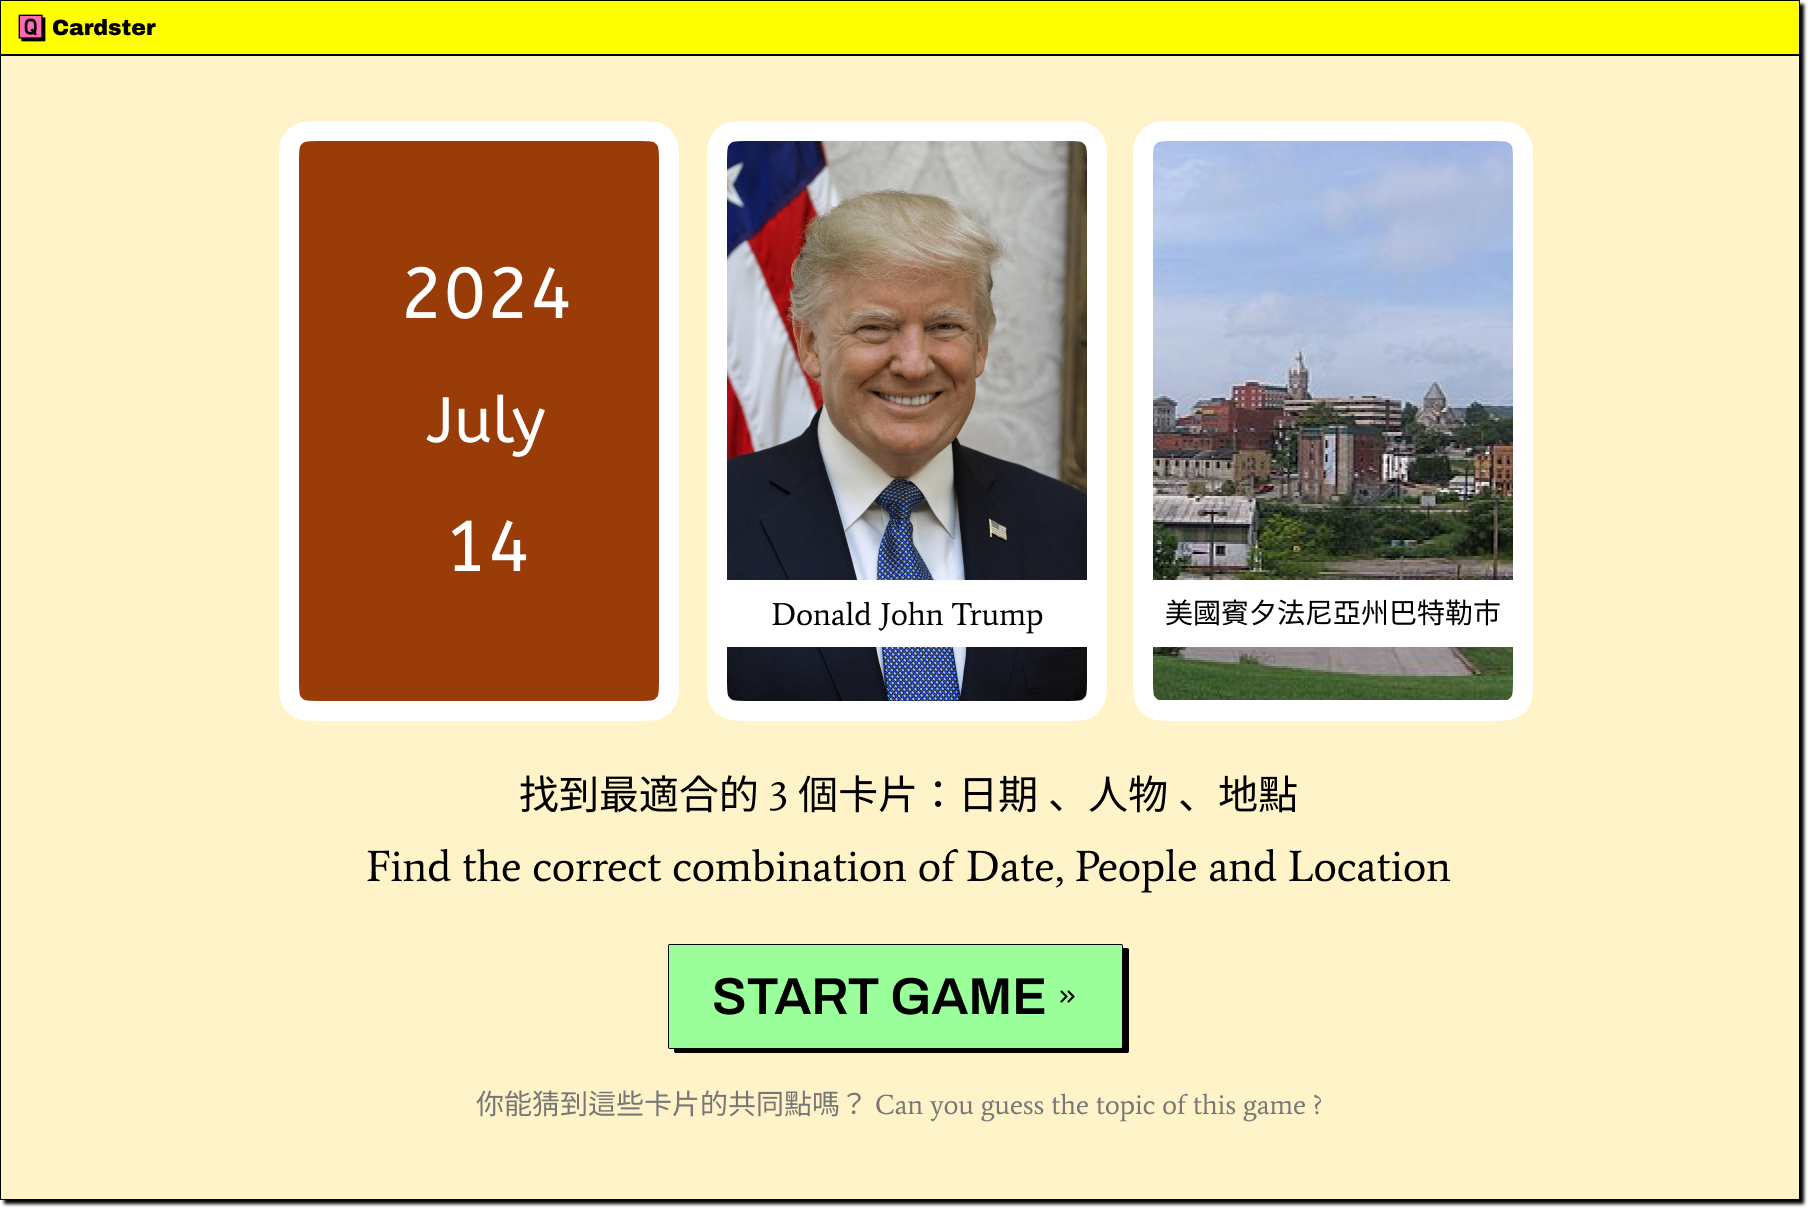 Q Cardster
2024
July
14
Donald John Trump
美國賓夕法尼亞州巴特勒市
找到最適合的 3 個卡片：日期 、人物 、地點
Find the correct combination of Date, People and Location
START GAME »
你能猜到這些卡片的共同點嗎？ Can you guess the topic of this game ?